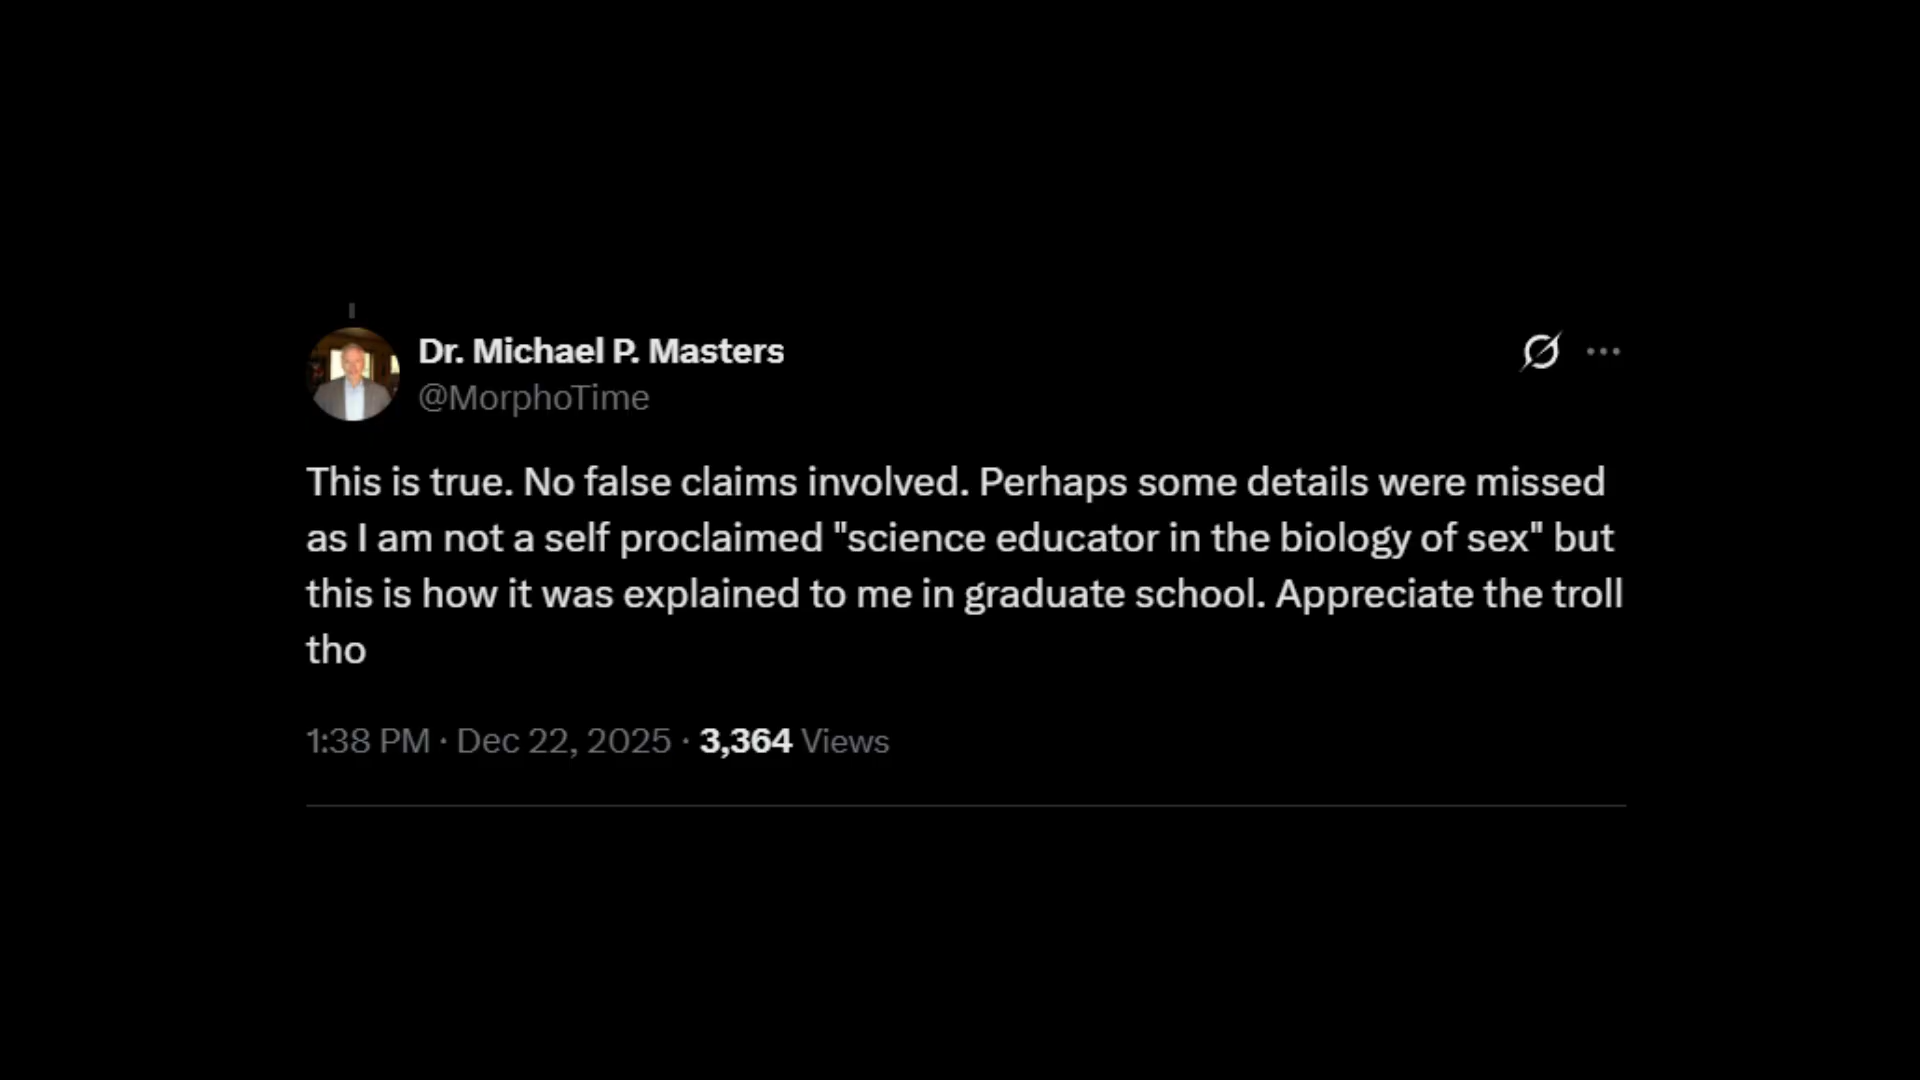 Dr. Michael P. Masters
@MorphoTime
This is true. No false claims involved. Perhaps some details were missed
as I am not a self proclaimed "science educator in the biology of sex" but
this is how it was explained to me in graduate school. Appreciate the troll
tho
1:38 PM · Dec 22, 2025 · 3,364 Views